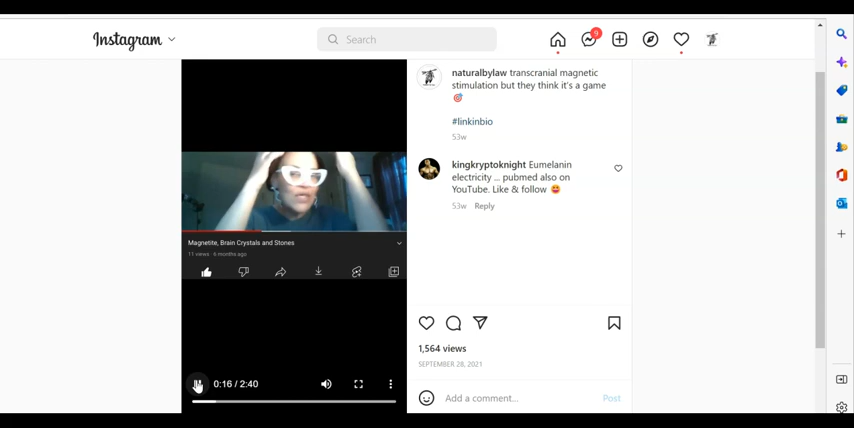 Instagram
Search
9
naturalbylaw transcranial magnetic
stimulation but they think it's a game
🎯
#linkinbio
53w
kingkryptoknight Eumelanin
electricity ... pubmed also on
YouTube. Like & follow 😀
53w Reply
Magnetite, Brain Crystals and Stones
11 views 6 months ago
1,564 views
SEPTEMBER 28, 2021
0:16 / 2:40
Add a comment...
Post